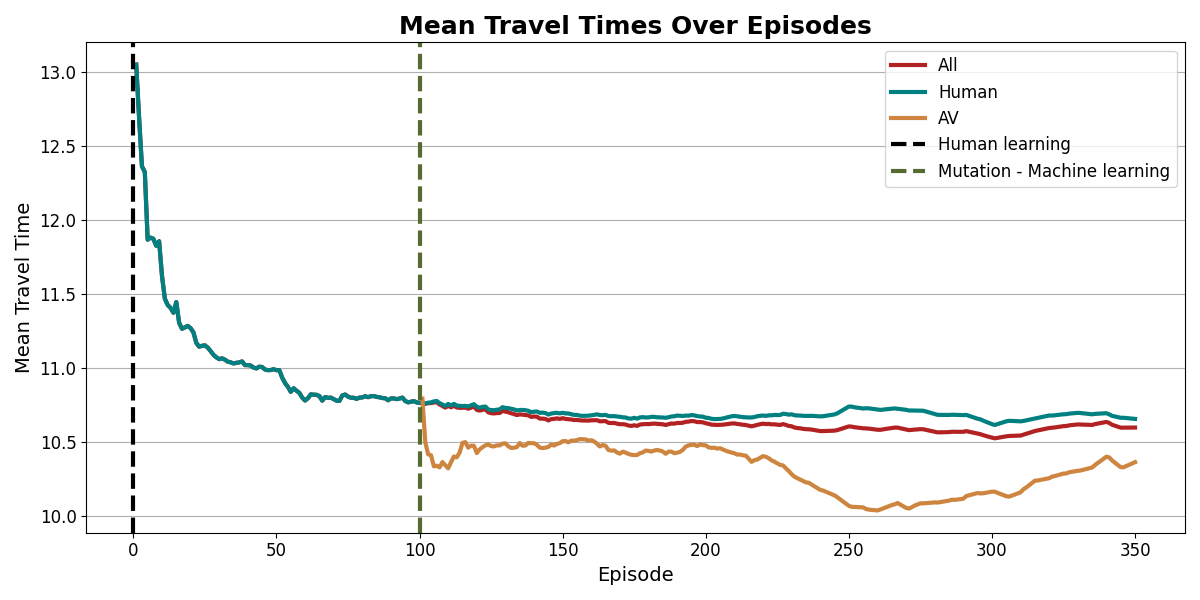 Mean Travel Times Over Episodes
Mean Travel Time
13.0
12.5
12.0
11.5
11.0
10.5
10.0
All
Human
AV
Human learning
Mutation - Machine learning
0 50 100 150 200 250 300 350
Episode